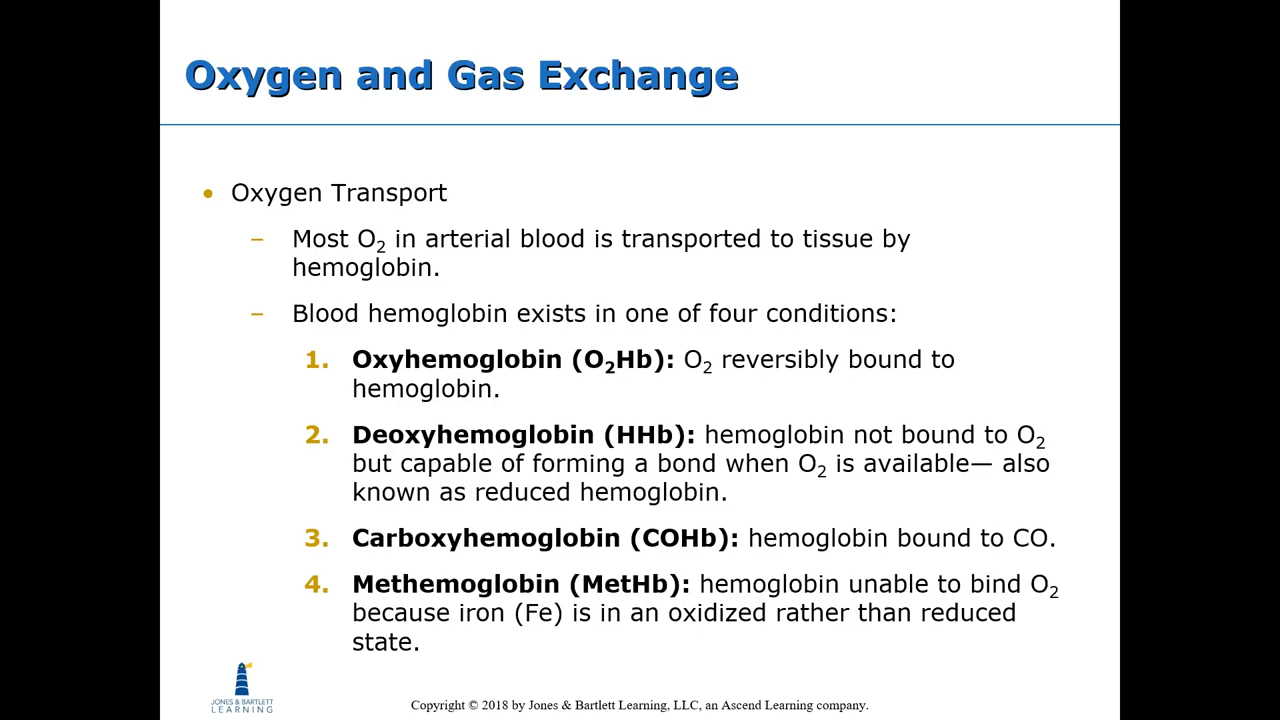 Oxygen and Gas Exchange
• Oxygen Transport
– Most O₂ in arterial blood is transported to tissue by
hemoglobin.
– Blood hemoglobin exists in one of four conditions:
1. Oxyhemoglobin (O₂Hb): O₂ reversibly bound to
hemoglobin.
2. Deoxyhemoglobin (HHb): hemoglobin not bound to O₂
but capable of forming a bond when O₂ is available— also
known as reduced hemoglobin.
3. Carboxyhemoglobin (COHb): hemoglobin bound to CO.
4. Methemoglobin (MetHb): hemoglobin unable to bind O₂
because iron (Fe) is in an oxidized rather than reduced
state.
JONES & BARTLETT
LEARNING
Copyright © 2018 by Jones & Bartlett Learning, LLC, an Ascend Learning company.